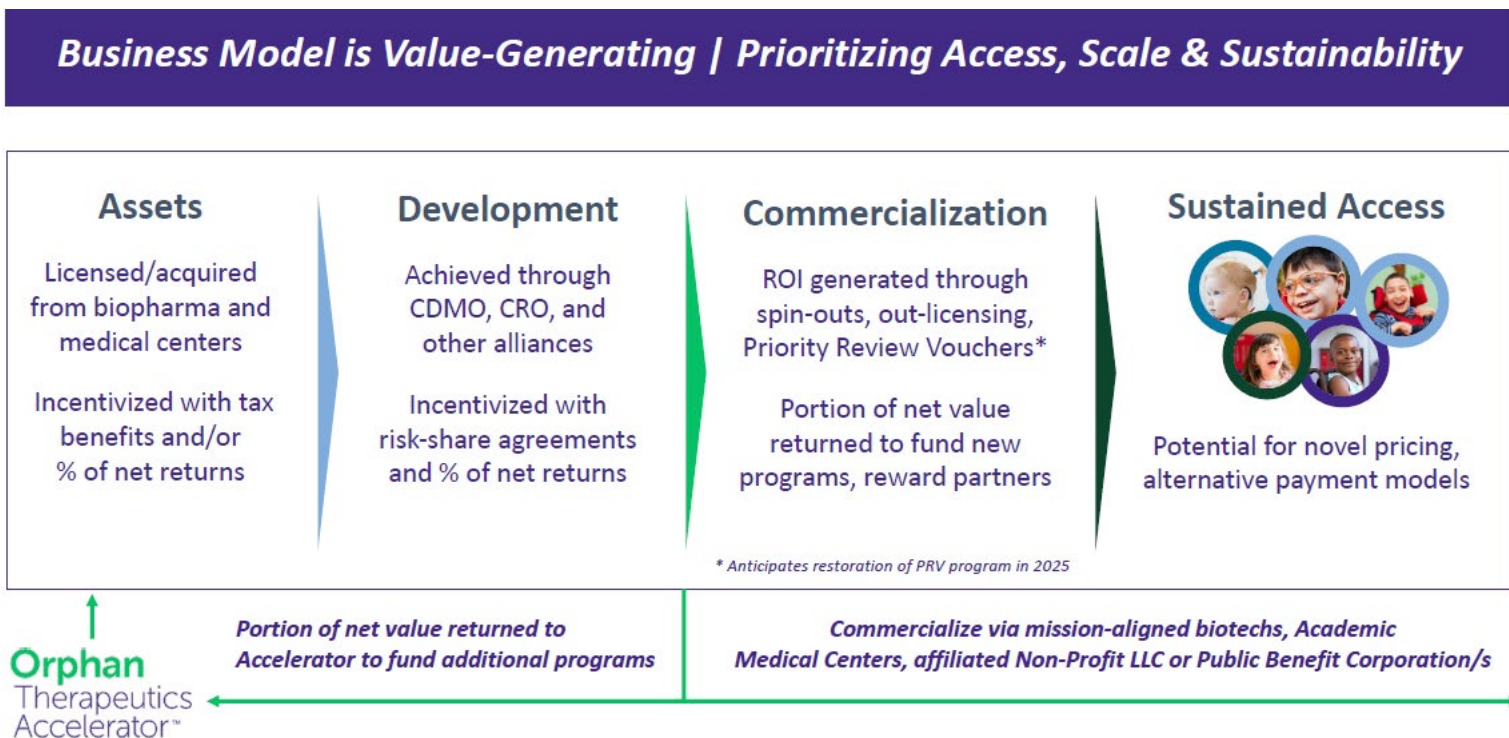 Business Model is Value-Generating | Prioritizing Access, Scale & Sustainability
Assets
Licensed/acquired
from biopharma and
medical centers
Incentivized with tax
benefits and/or
% of net returns
Development
Achieved through
CDMO, CRO, and
other alliances
Incentivized with
risk-share agreements
and % of net returns
Commercialization
ROI generated through
spin-outs, out-licensing,
Priority Review Vouchers*
Portion of net value
returned to fund new
programs, reward partners
* Anticipates restoration of PRV program in 2025
Sustained Access
Potential for novel pricing,
alternative payment models
Orphan
Therapeutics
Accelerator™
Portion of net value returned to
Accelerator to fund additional programs
Commercialize via mission-aligned biotechs, Academic
Medical Centers, affiliated Non-Profit LLC or Public Benefit Corporation/s